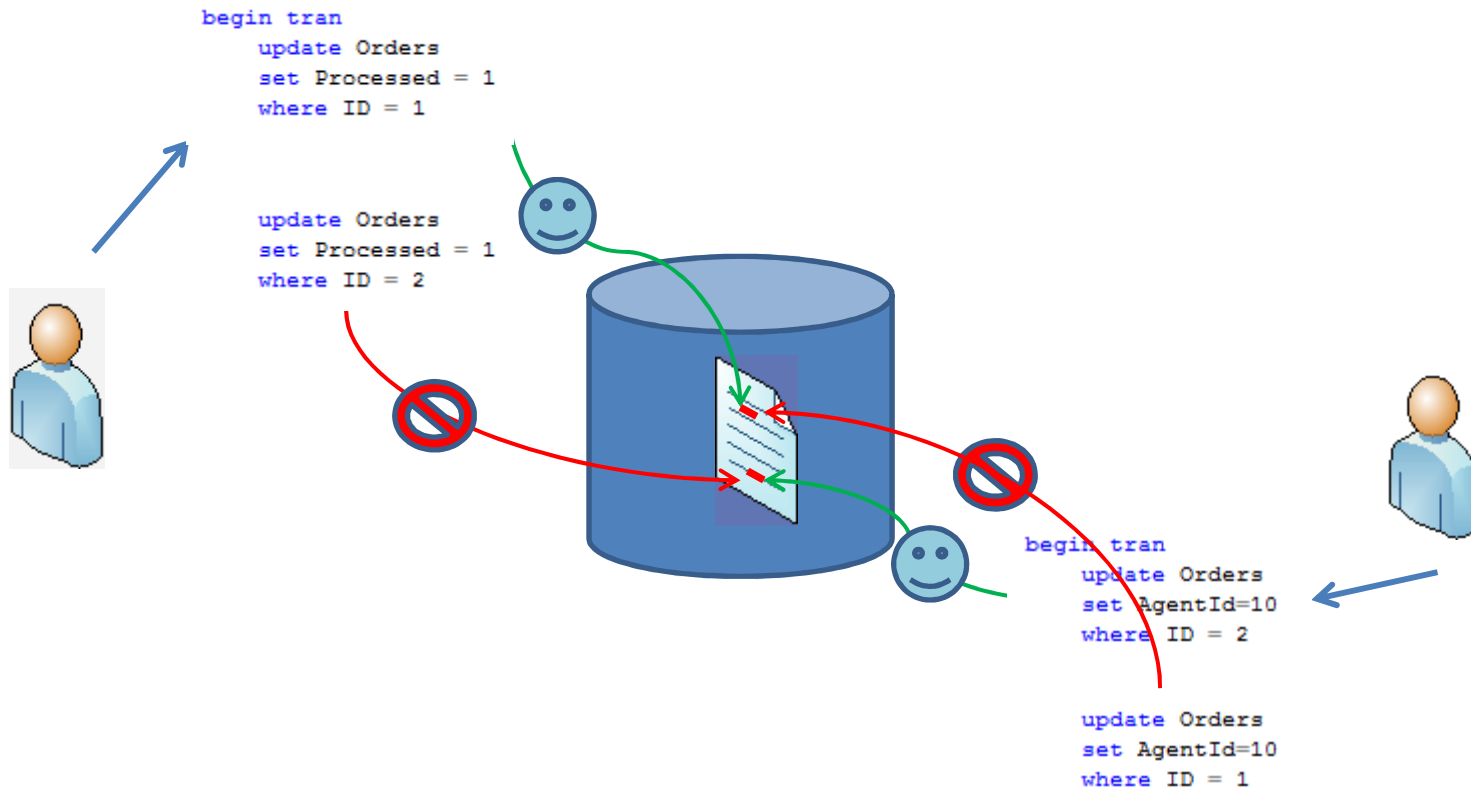 begin tran
update Orders
set Processed = 1
where ID = 1
update Orders
set Processed = 1
where ID = 2
begin tran
update Orders
set AgentId=10
where ID = 2
update Orders
set AgentId=10
where ID = 1